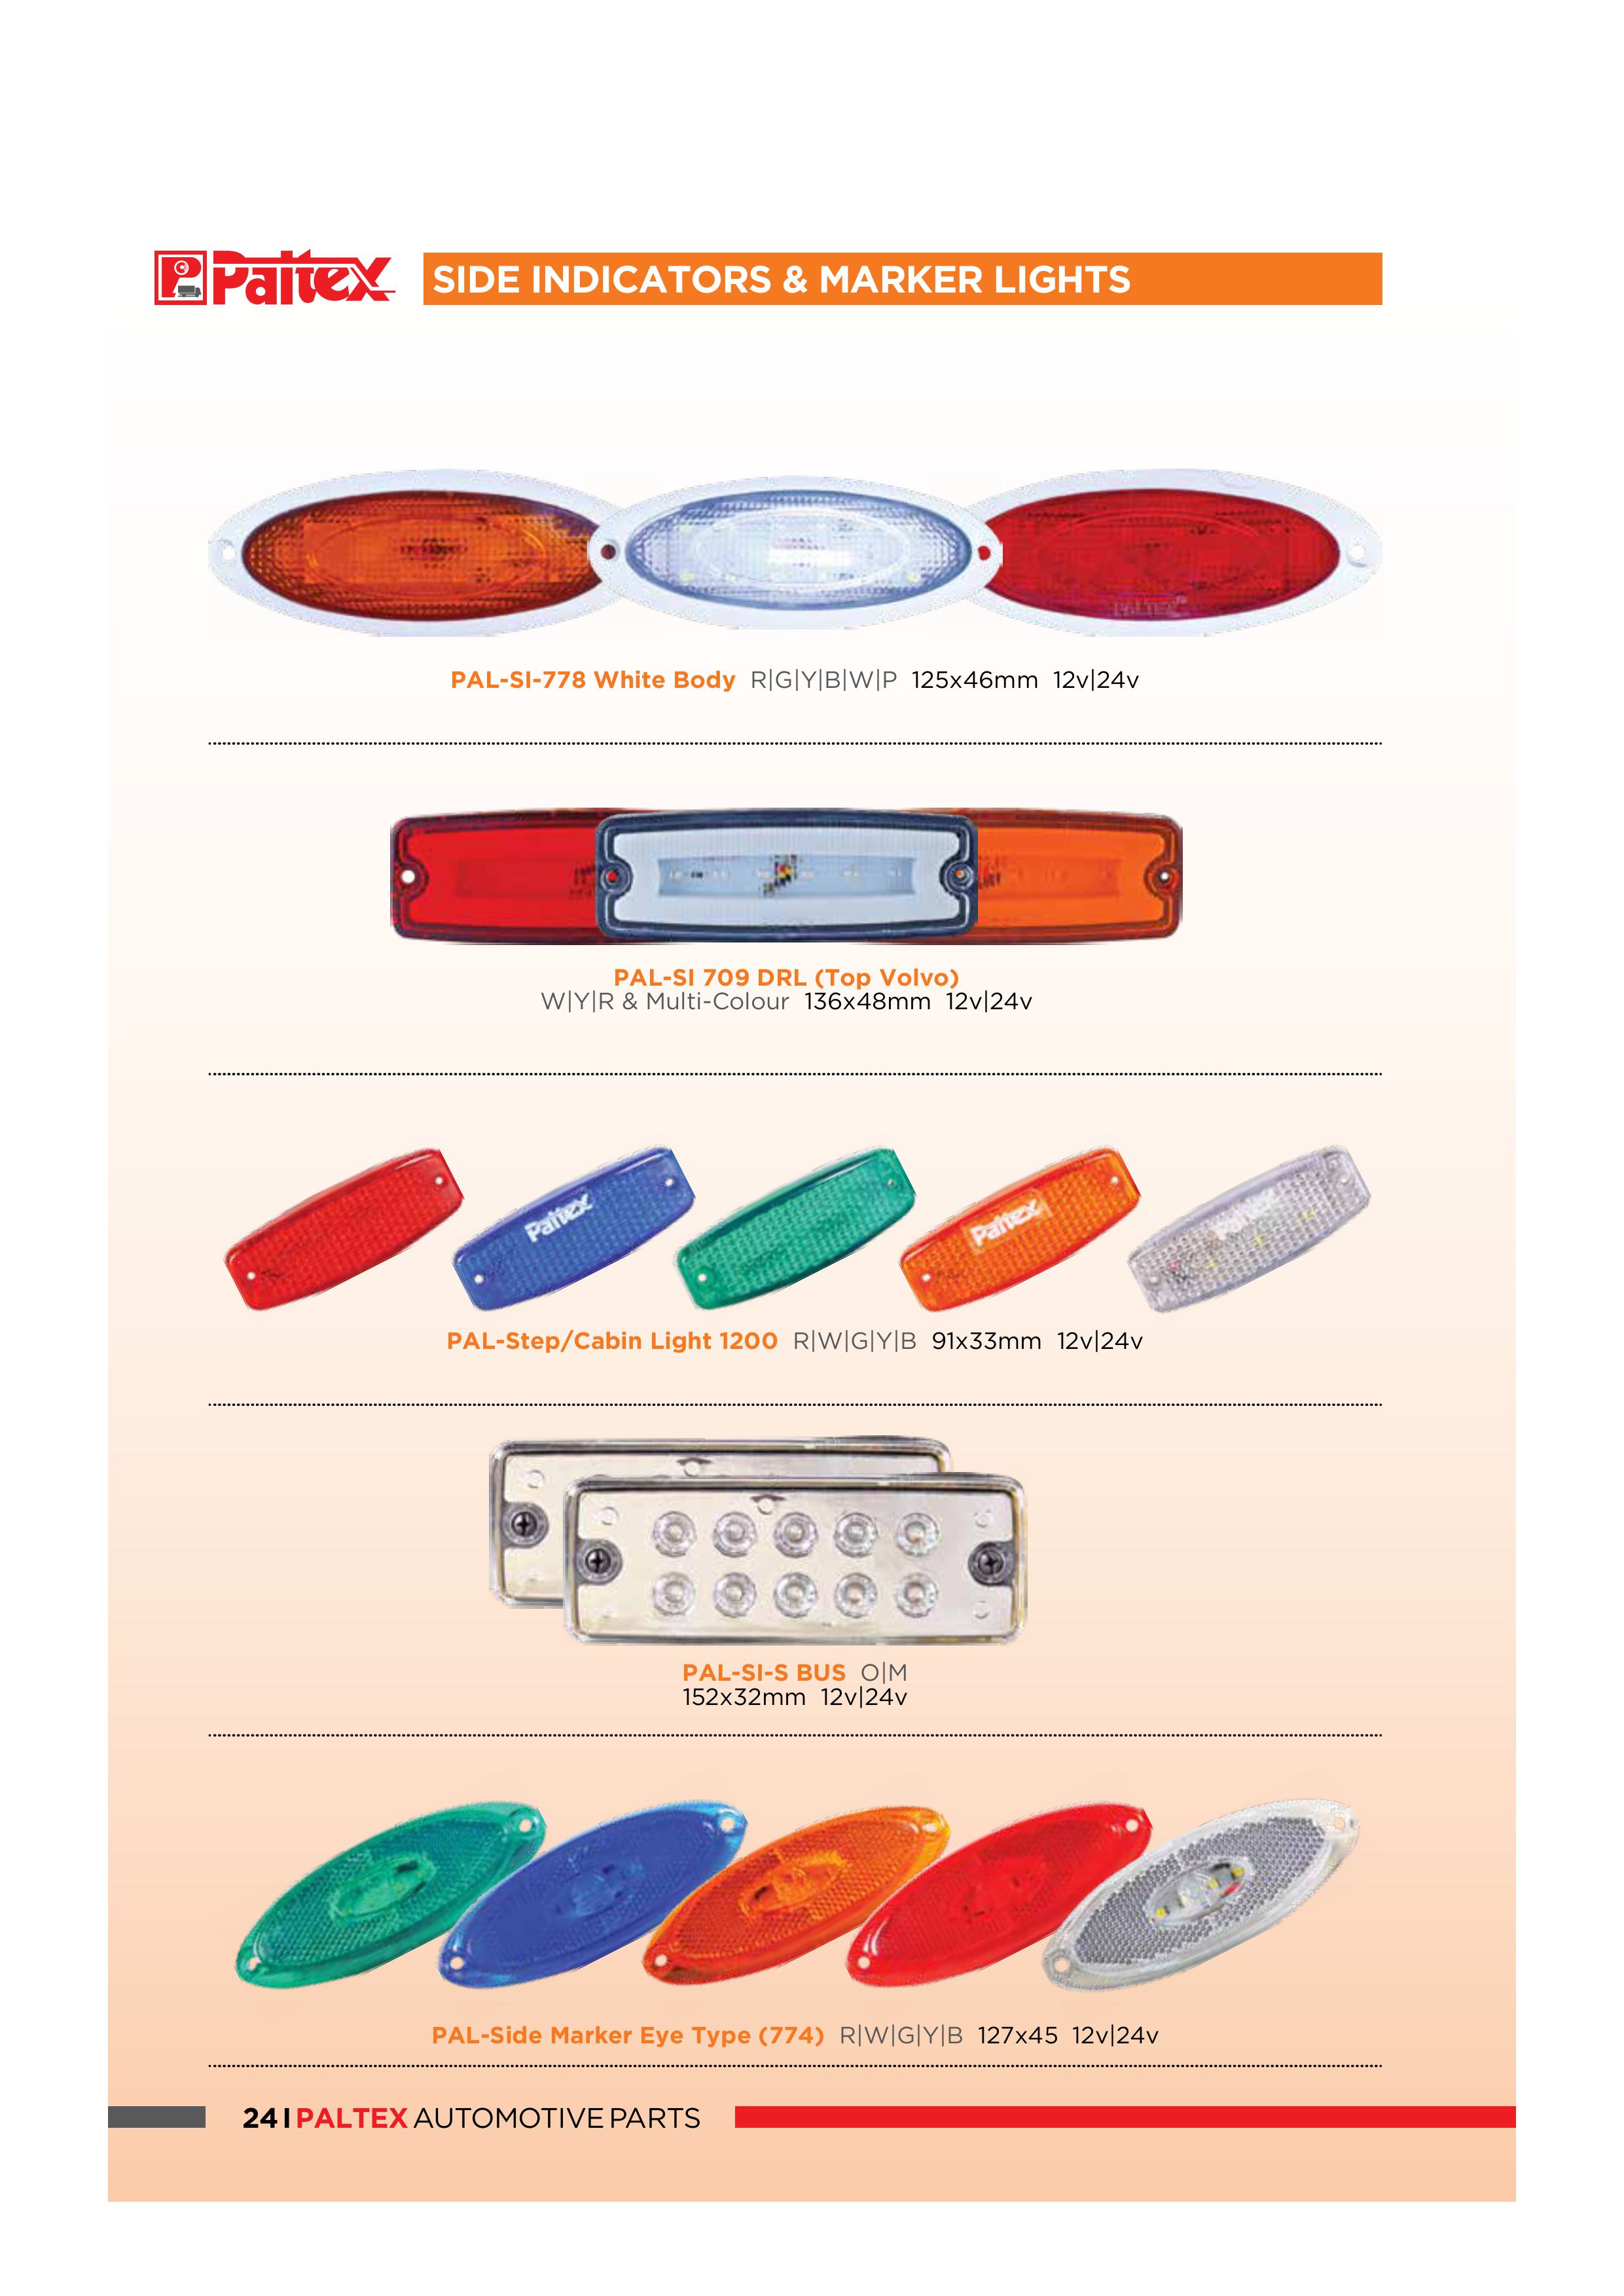 Paltex
SIDE INDICATORS & MARKER LIGHTS
PALTEX
PAL-SI-778 White Body R|G|Y|B|W|P 125x46mm 12v|24v
PAL-SI 709 DRL (Top Volvo)
W|Y|R & Multi-Colour 136x48mm 12v|24v
Paltex
Paltex
Paltex
PAL-Step/Cabin Light 1200 R|W|G|Y|B 91x33mm 12v|24v
PAL-SI-S BUS O|M
152x32mm 12v|24v
PAL-Side Marker Eye Type (774) R|W|G|Y|B 127x45 12v|24v
24 I PALTEX AUTOMOTIVE PARTS